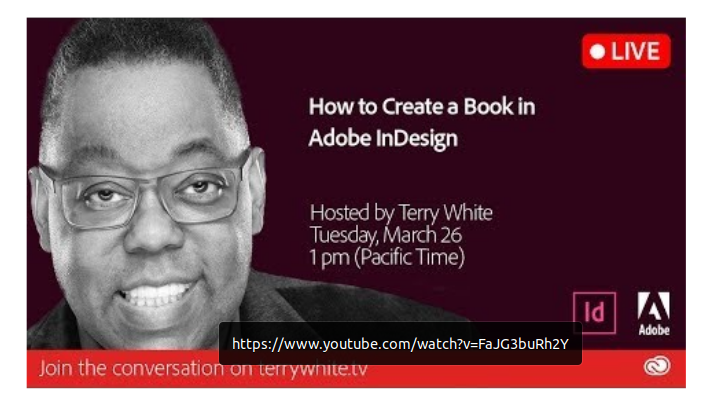 LIVE
How to Create a Book in
Adobe InDesign
Hosted by Terry White
Tuesday, March 26
1 pm (Pacific Time)
Id
Adobe
https://www.youtube.com/watch?v=FaJG3buRh2Y
Join the conversation on terrywhite.tv